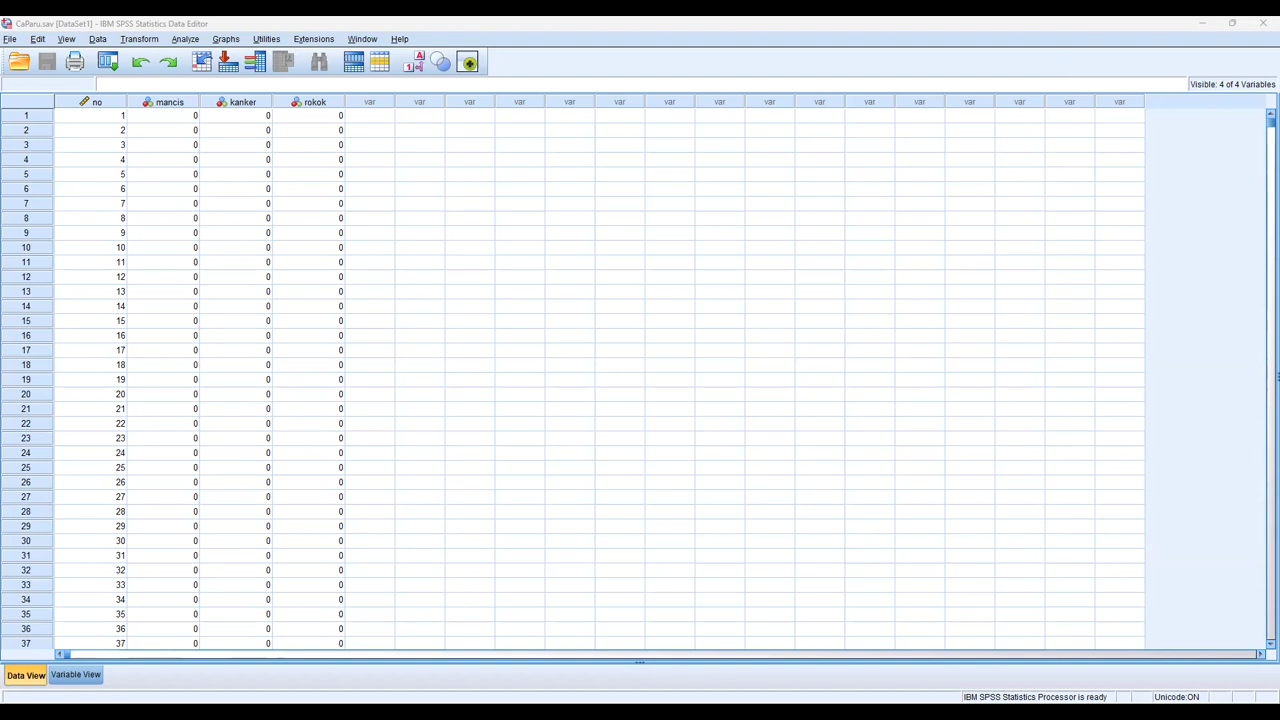 CaParu.sav [DataSet1] - IBM SPSS Statistics Data Editor
File Edit View Data Transform Analyze Graphs Utilities Extensions Window Help
Visible: 4 of 4 Variables
no mancis kanker rokok var var var var var var var var var var var var var var var var
1 1 0 0 0
2 2 0 0 0
3 3 0 0 0
4 4 0 0 0
5 5 0 0 0
6 6 0 0 0
7 7 0 0 0
8 8 0 0 0
9 9 0 0 0
10 10 0 0 0
11 11 0 0 0
12 12 0 0 0
13 13 0 0 0
14 14 0 0 0
15 15 0 0 0
16 16 0 0 0
17 17 0 0 0
18 18 0 0 0
19 19 0 0 0
20 20 0 0 0
21 21 0 0 0
22 22 0 0 0
23 23 0 0 0
24 24 0 0 0
25 25 0 0 0
26 26 0 0 0
27 27 0 0 0
28 28 0 0 0
29 29 0 0 0
30 30 0 0 0
31 31 0 0 0
32 32 0 0 0
33 33 0 0 0
34 34 0 0 0
35 35 0 0 0
36 36 0 0 0
37 37 0 0 0
Data View Variable View
IBM SPSS Statistics Processor is ready Unicode:ON